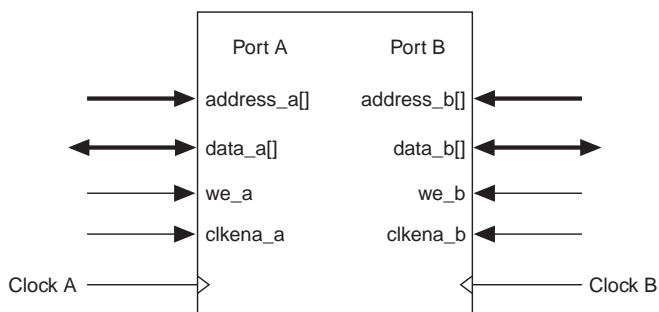 Port A Port B
address_a[] address_b[]
data_a[] data_b[]
we_a we_b
clkena_a clkena_b
Clock A Clock B